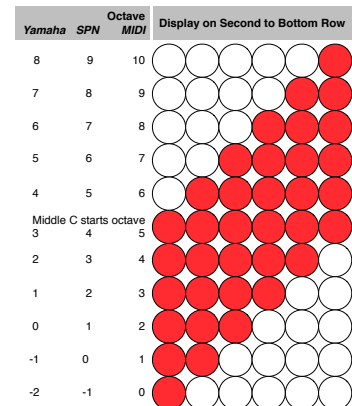 Octave
Yamaha SPN MIDI Display on Second to Bottom Row
8 9 10
7 8 9
6 7 8
5 6 7
4 5 6
Middle C starts octave
3 4 5
2 3 4
1 2 3
0 1 2
-1 0 1
-2 -1 0